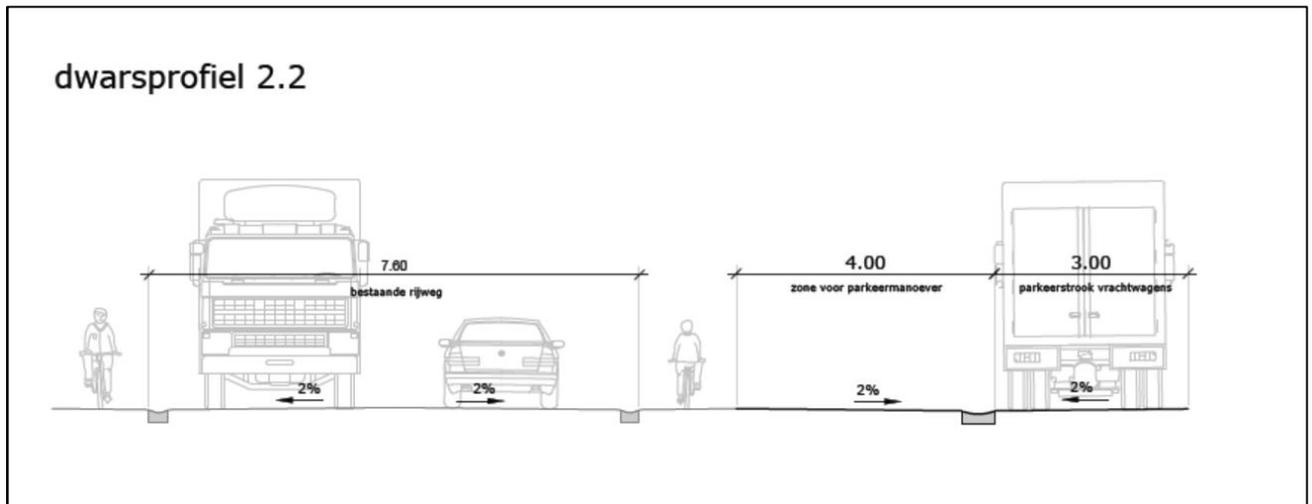 dwarsprofiel 2.2
7.60
bestaande rijweg
4.00
zone voor parkeermanoever
3.00
parkeerstrook vrachtwagens
2%
2%
2%
2%